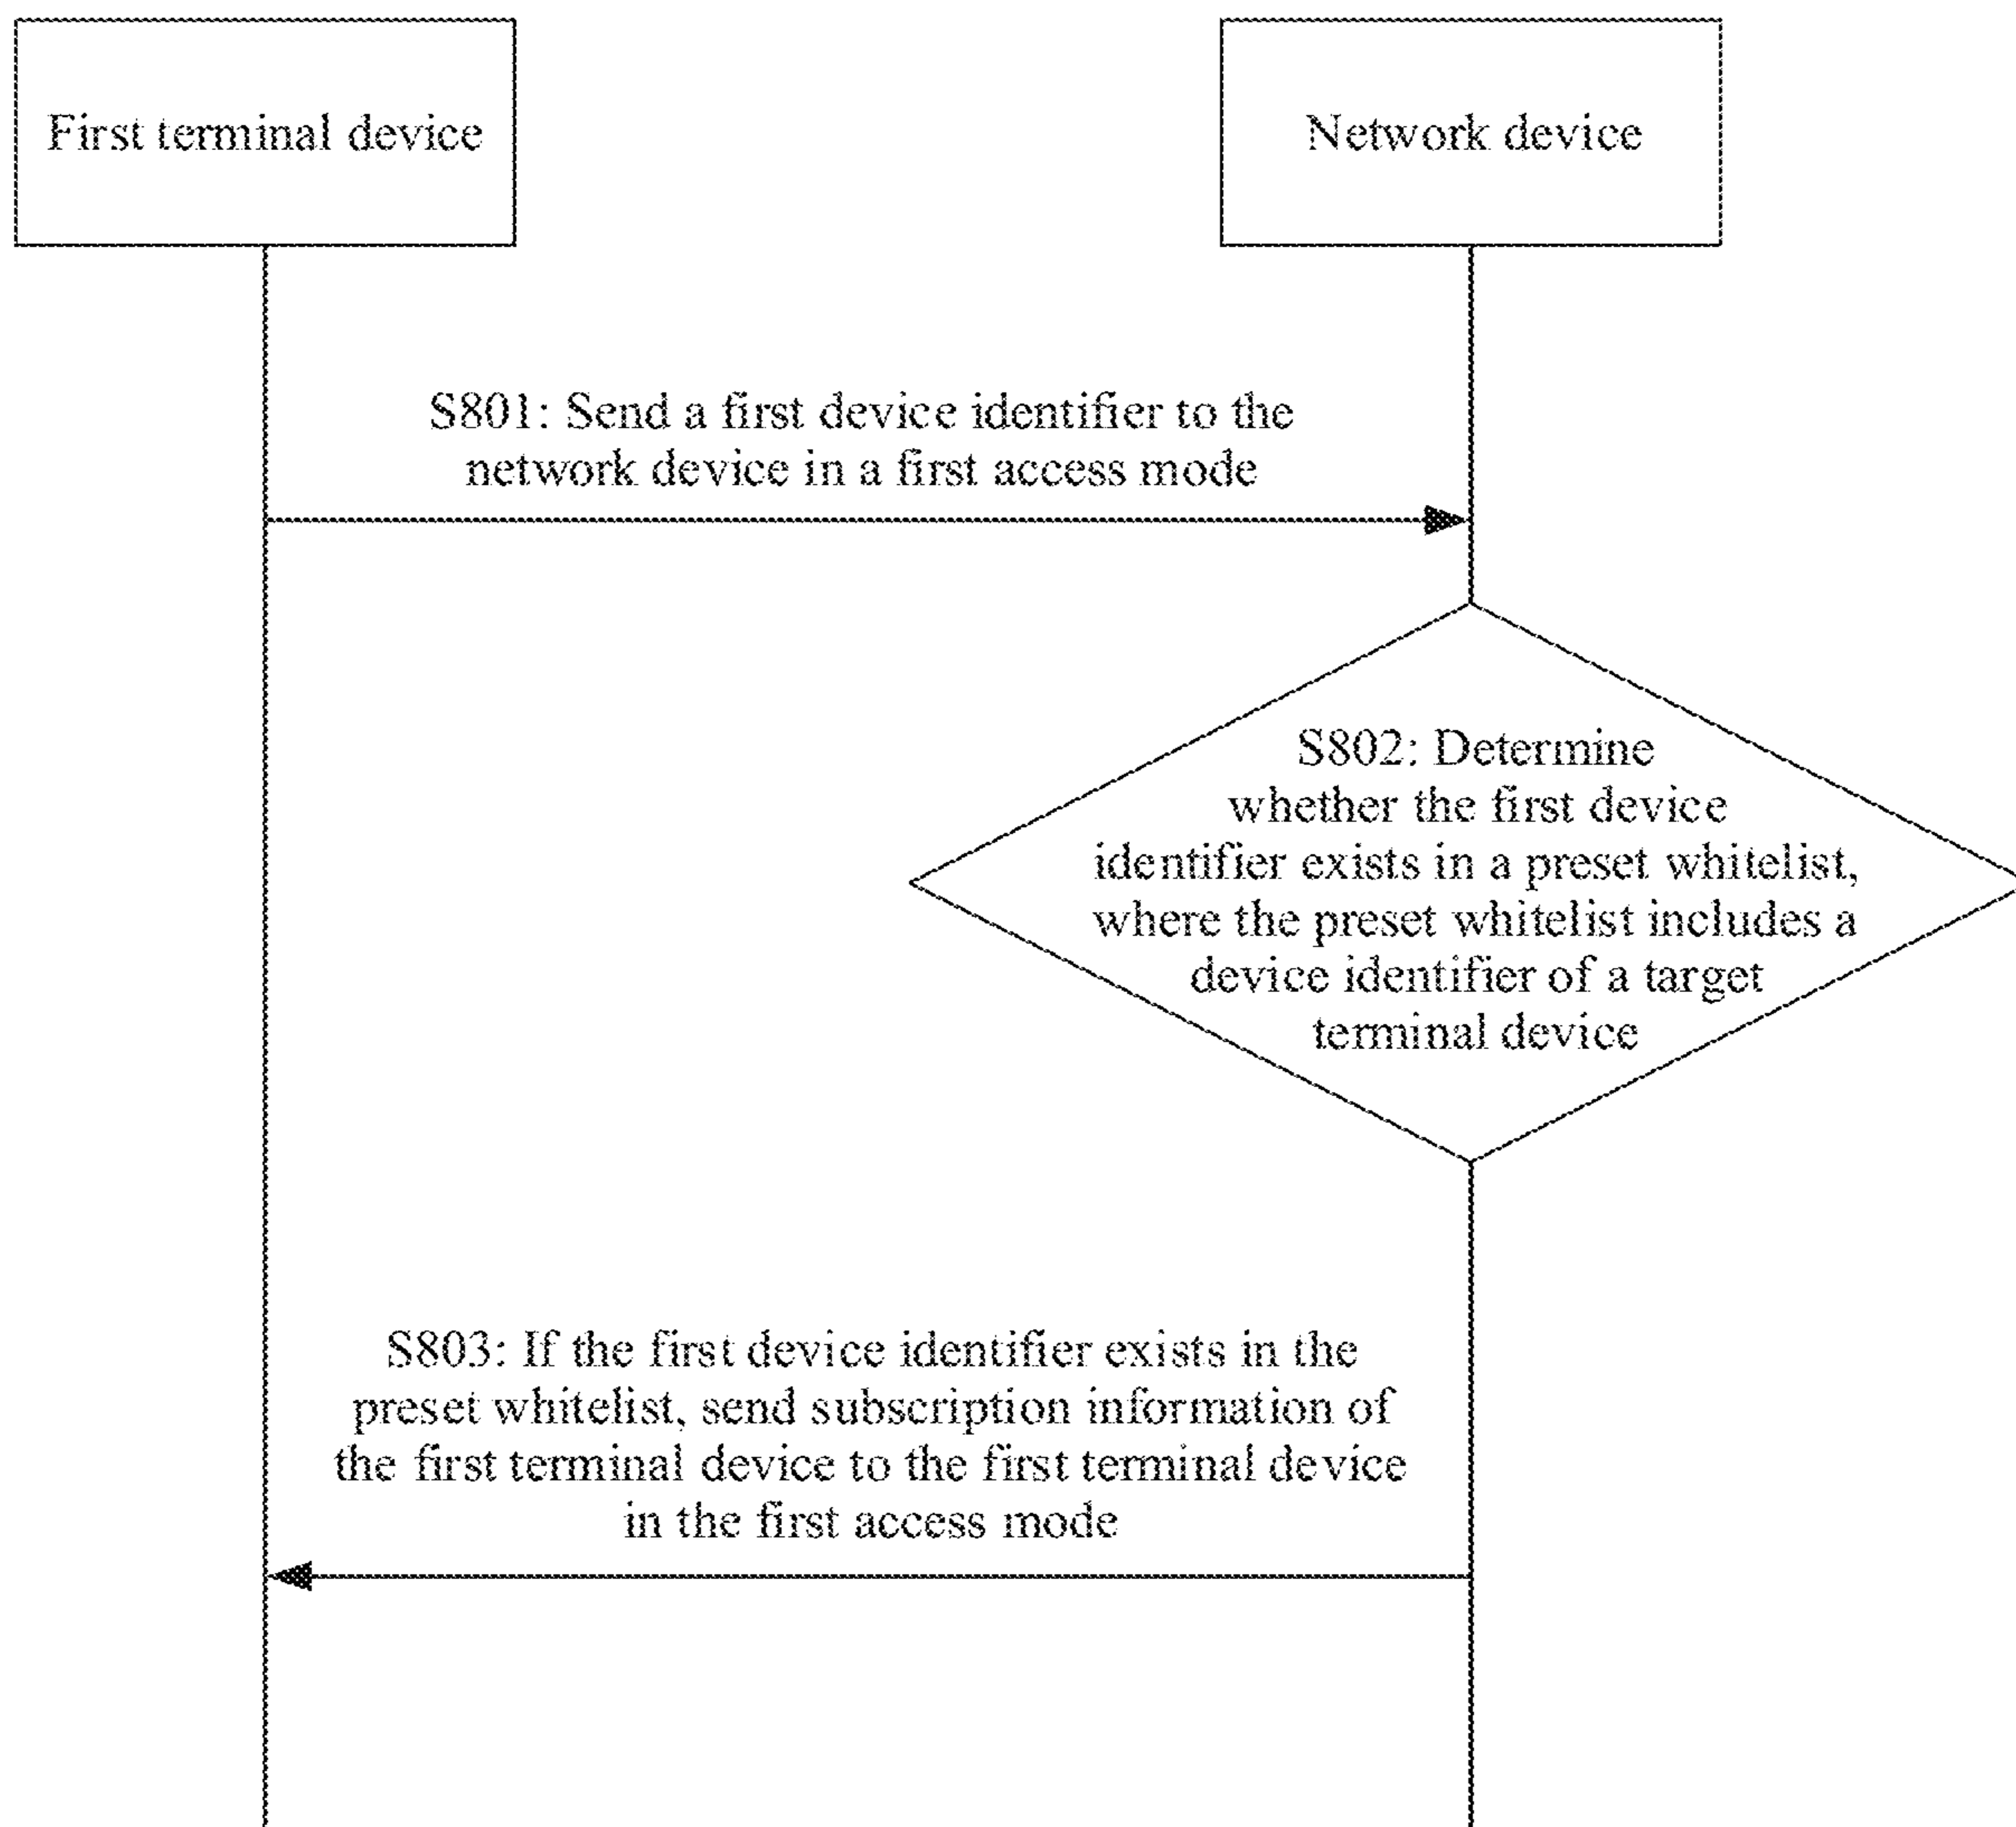 First terminal device
Network device
S801: Send a first device identifier to the
network device in a first access mode
S802: Determine
whether the first device
identifier exists in a preset whitelist,
where the preset whitelist includes a
device identifier of a target
terminal device
S803: If the first device identifier exists in the
preset whitelist, send subscription information of
the first terminal device to the first terminal device
in the first access mode